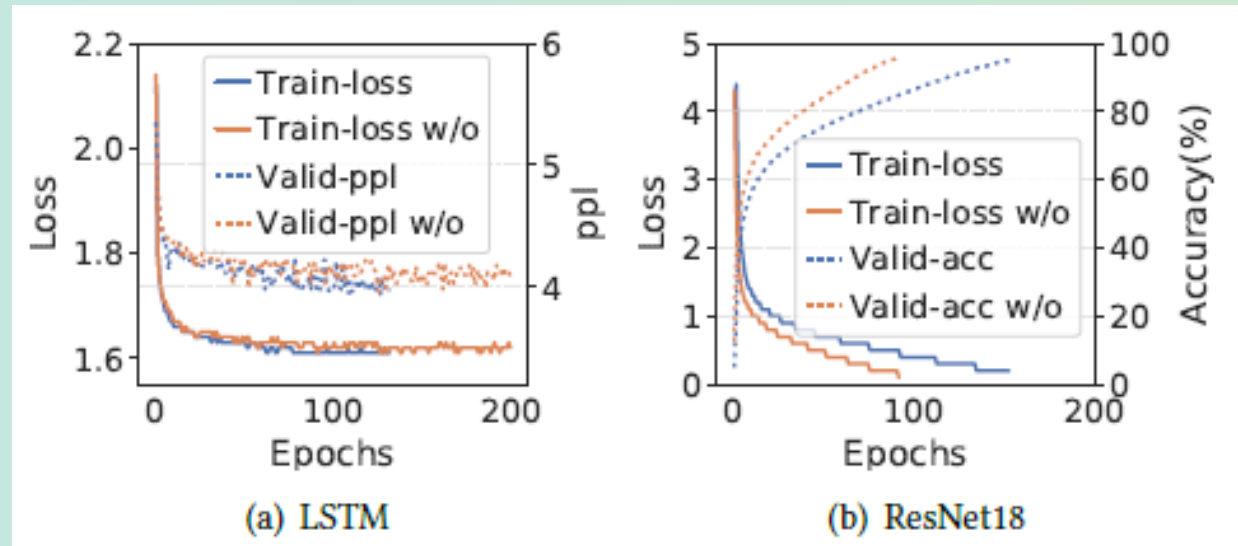 2.2
2.0
1.8
1.6
Loss
6
5
4
ppl
Train-loss
Train-loss w/o
Valid-ppl
Valid-ppl w/o
0 100 200
Epochs
(a) LSTM
5
4
3
2
1
0
Loss
100
80
60
40
20
0
Accuracy(%)
Train-loss
Train-loss w/o
Valid-acc
Valid-acc w/o
0 100 200
Epochs
(b) ResNet18